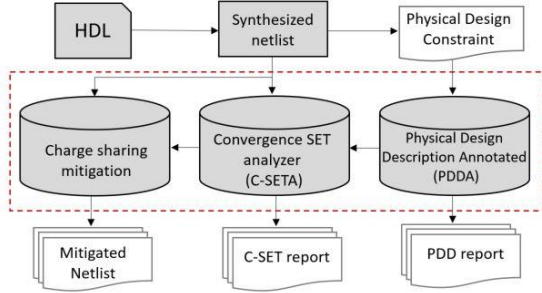 HDL
Synthesized
netlist
Physical Design
Constraint
Charge sharing
mitigation
Convergence SET
analyzer
(C-SETA)
Physical Design
Description Annotated
(PDDA)
Mitigated
Netlist
C-SET report
PDD report